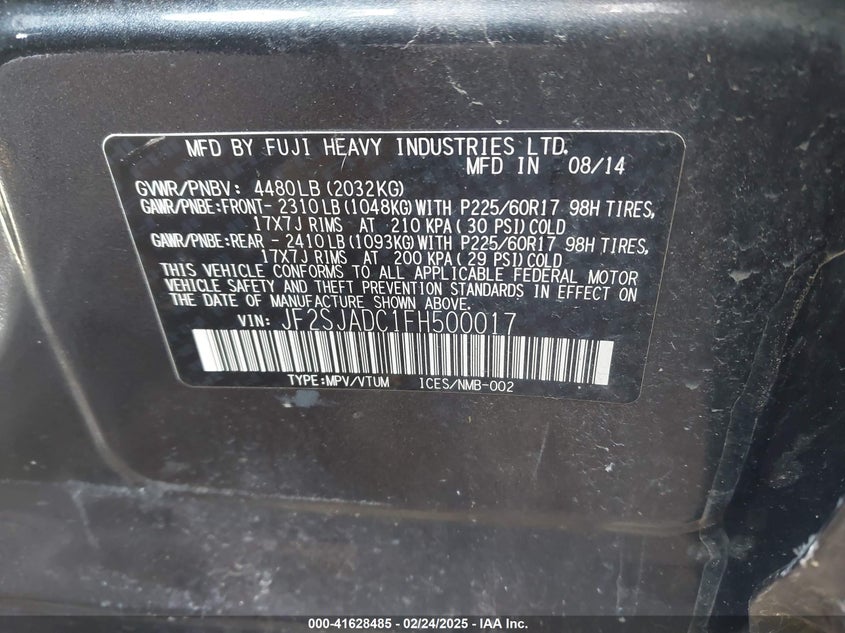 MFD BY FUJI HEAVY INDUSTRIES LTD.
MFD IN 08/14
GVWR/PNBV: 4480LB (2032KG)
GAWR/PNBE:FRONT- 2310LB (1048KG) WITH P225/60R17 98H TIRES,
17X7J RIMS AT 210 KPA ( 30 PSI) COLD
GAWR/PNBE:REAR - 2410LB (1093KG) WITH P225/60R17 98H TIRES,
17X7J RIMS AT 200 KPA ( 29 PSI) COLD
THIS VEHICLE CONFORMS TO ALL APPLICABLE FEDERAL MOTOR
VEHICLE SAFETY AND THEFT PREVENTION STANDARDS IN EFFECT ON
THE DATE OF MANUFACTURE SHOWN ABOVE.
VIN: JF2SJADC1FH500017
TYPE:MPV/VTUM ICES/NMB-002
000-41628485 - 02/24/2025 - Copyright © IAA, Inc.